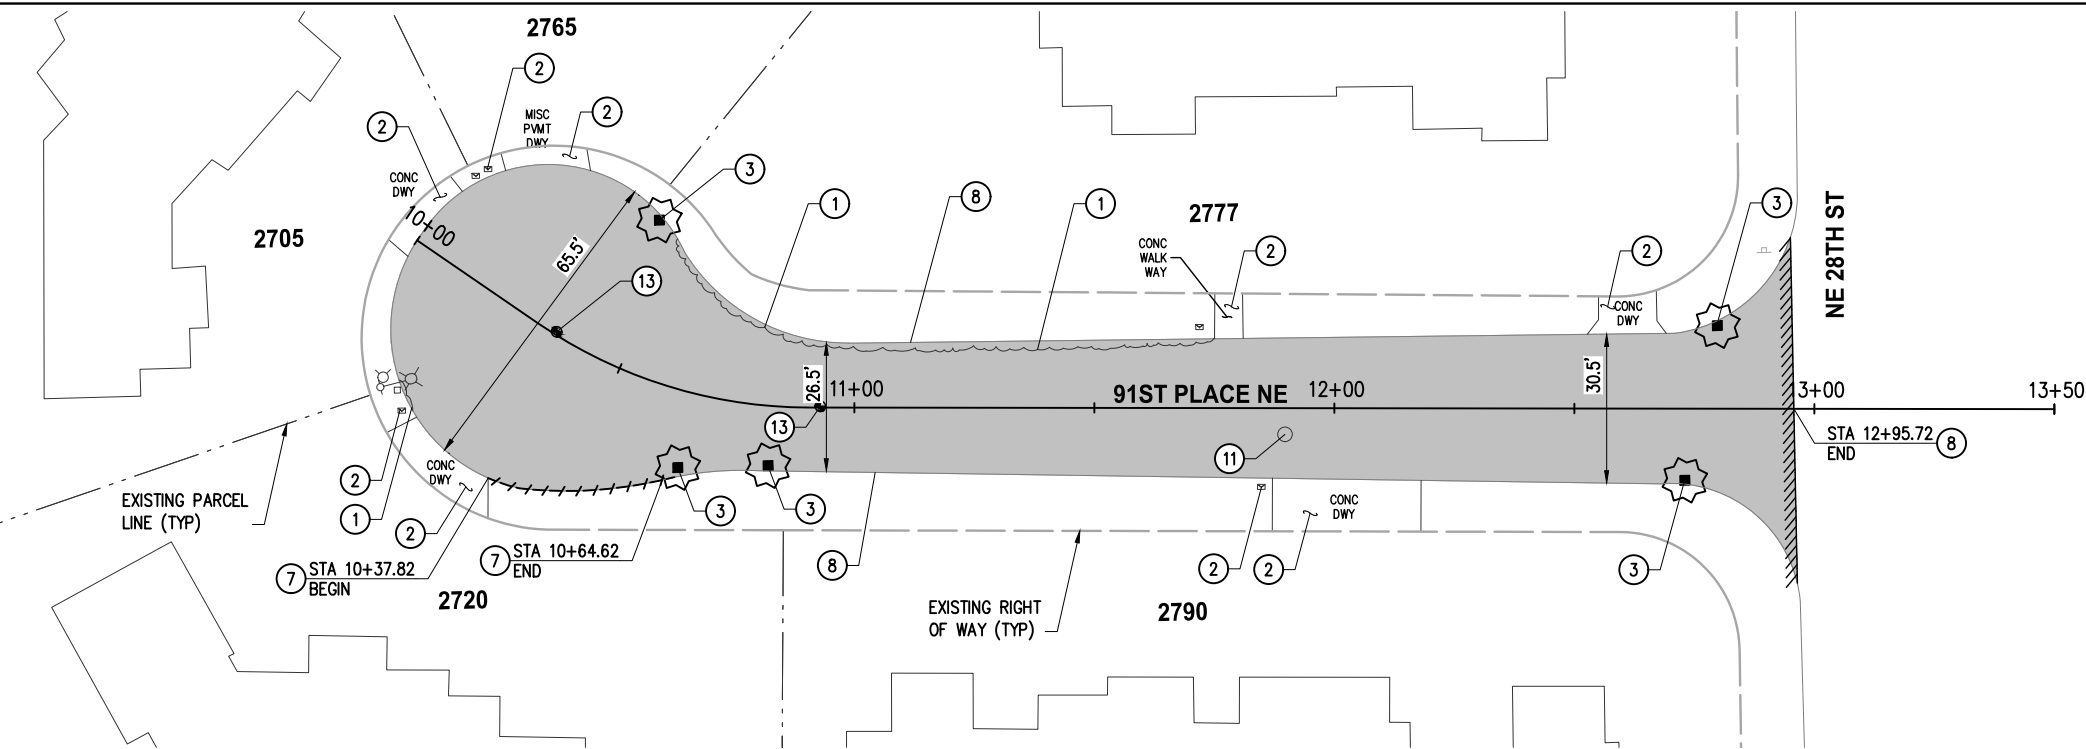 2765
2
2
MISC
PVMT
DWY
2
CONC
DWY
3
10+00
1
8
1
2777
3
NE 28TH ST
2705
65.5'
13
CONC
WALK
WAY
2
2
CONC
DWY
26.5'
11+00
91ST PLACE NE
12+00
30.5'
3+00
13+50
13
11
STA 12+95.72
END
8
CONC
DWY
2
EXISTING PARCEL
LINE (TYP)
1
2
3
3
CONC
DWY
7
STA 10+64.62
END
7
STA 10+37.82
BEGIN
8
2
2
3
2720
EXISTING RIGHT
OF WAY (TYP)
2790